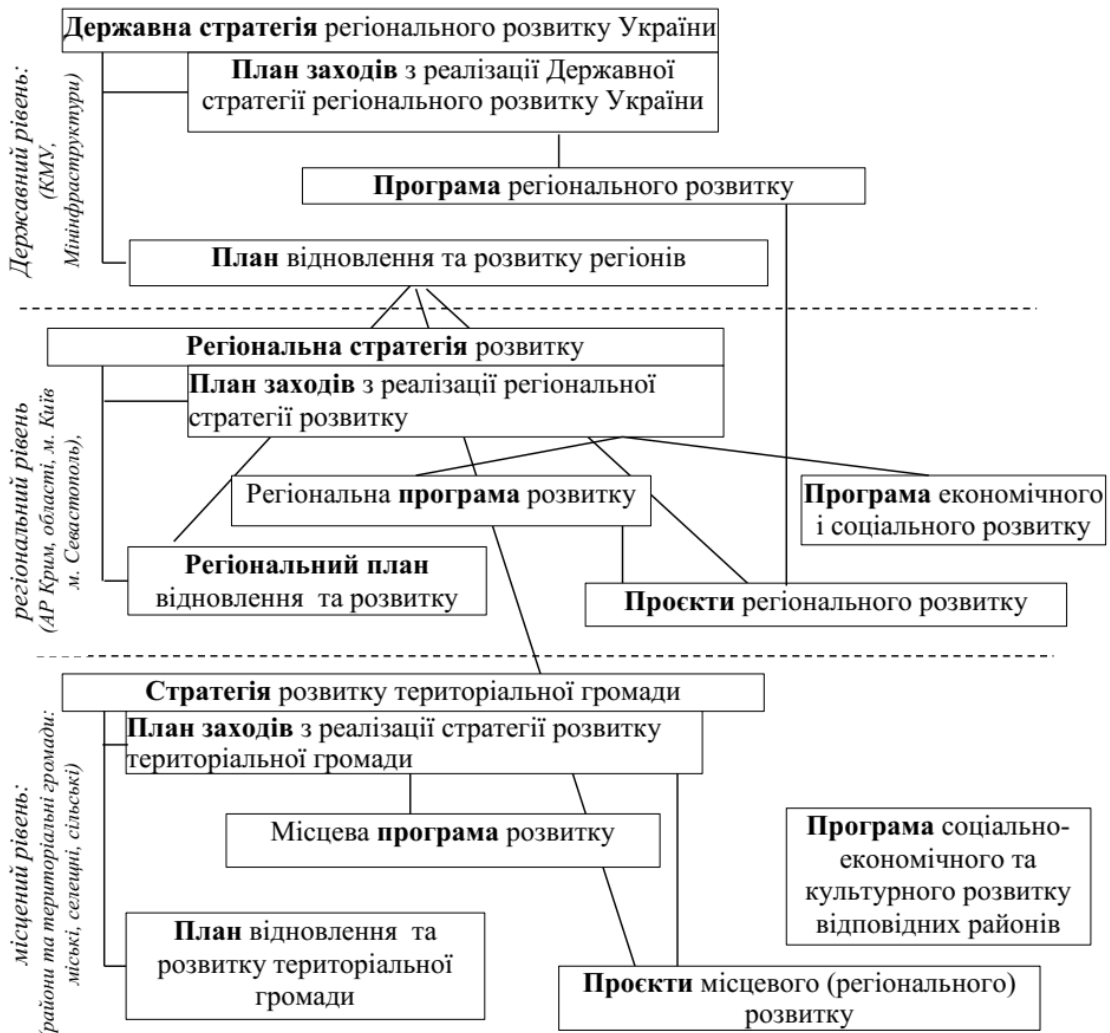 Державна стратегія регіонального розвитку України
План заходів з реалізації Державної
стратегії регіонального розвитку України
Програма регіонального розвитку
План відновлення та розвитку регіонів
Державний рівень:
(КМУ,
Мінінфраструктури)
Регіональна стратегія розвитку
План заходів з реалізації регіональної
стратегії розвитку
Регіональна програма розвитку
Програма економічного
і соціального розвитку
Регіональний план
відновлення та розвитку
Проєкти регіонального розвитку
регіональний рівень
(АР Крим, області, м. Київ
м. Севастополь),
Стратегія розвитку територіальної громади
План заходів з реалізації стратегії розвитку
територіальної громади
Місцева програма розвитку
Програма соціально-
економічного та
культурного розвитку
відповідних районів
План відновлення та
розвитку територіальної
громади
Проєкти місцевого (регіонального)
розвитку
місцений рівень:
(райони та територіальні громади:
міські, селещні, сільські)